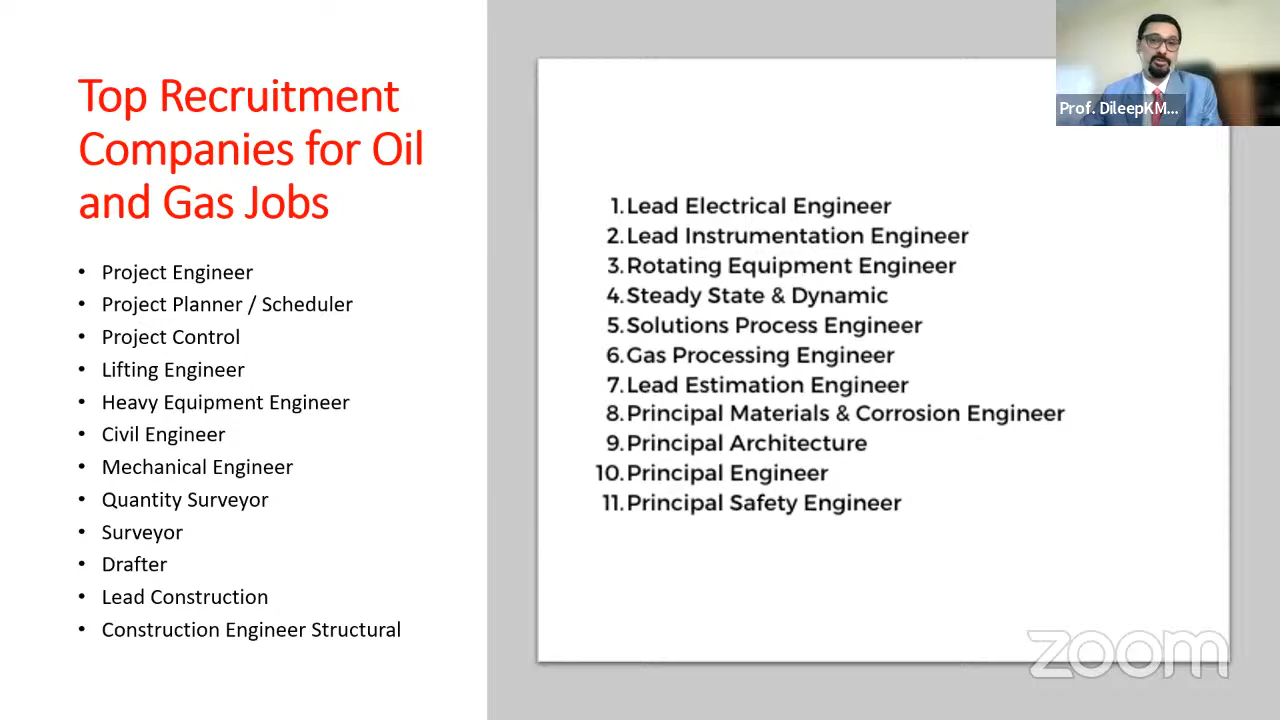 Top Recruitment
Companies for Oil
and Gas Jobs
• Project Engineer
• Project Planner / Scheduler
• Project Control
• Lifting Engineer
• Heavy Equipment Engineer
• Civil Engineer
• Mechanical Engineer
• Quantity Surveyor
• Surveyor
• Drafter
• Lead Construction
• Construction Engineer Structural
1. Lead Electrical Engineer
2. Lead Instrumentation Engineer
3. Rotating Equipment Engineer
4. Steady State & Dynamic
5. Solutions Process Engineer
6. Gas Processing Engineer
7. Lead Estimation Engineer
8. Principal Materials & Corrosion Engineer
9. Principal Architecture
10. Principal Engineer
11. Principal Safety Engineer
Prof. DileepKM...
zoom